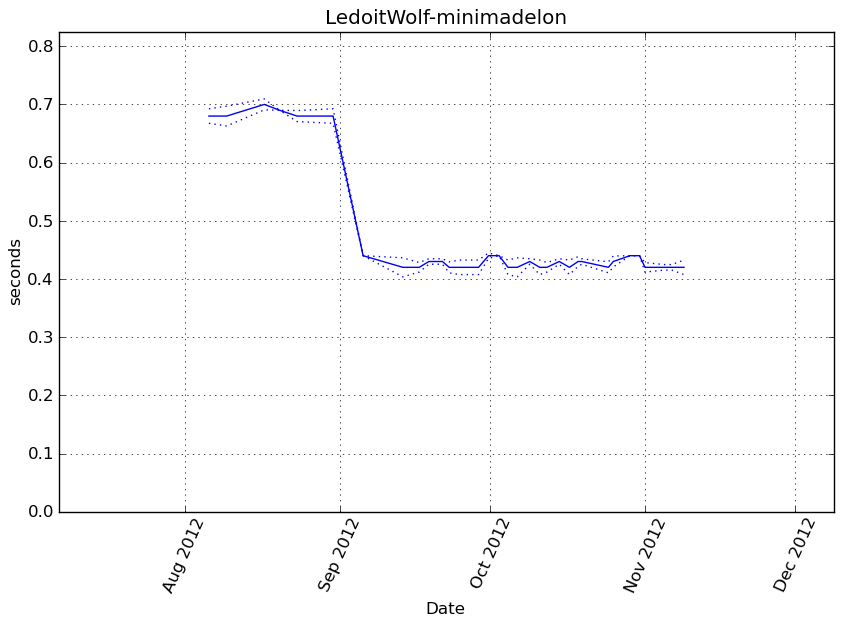 LedoitWolf-minimadelon
0.8
0.7
0.6
0.5
0.4
0.3
0.2
0.1
0.0
seconds
Aug 2012
Sep 2012
Oct 2012
Nov 2012
Dec 2012
Date